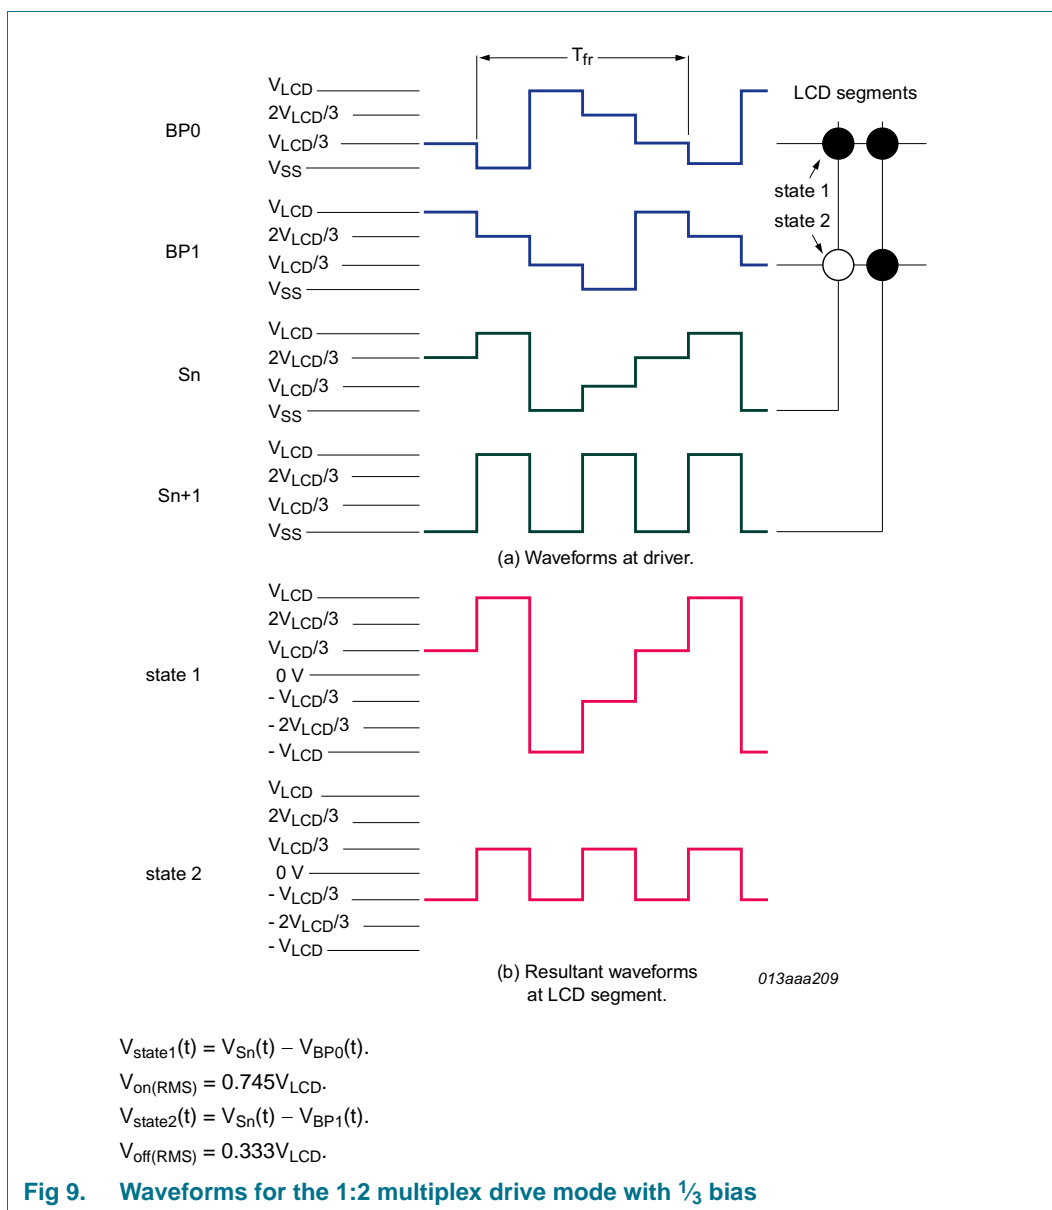 Tfr
VLCD
2VLCD/3
BP0
VLCD/3
VSS
LCD segments
state 1
state 2
VLCD
2VLCD/3
BP1
VLCD/3
VSS
VLCD
2VLCD/3
Sn
VLCD/3
VSS
VLCD
2VLCD/3
Sn+1
VLCD/3
VSS
(a) Waveforms at driver.
VLCD
2VLCD/3
VLCD/3
state 1
0 V
- VLCD/3
- 2VLCD/3
- VLCD
VLCD
2VLCD/3
VLCD/3
state 2
0 V
- VLCD/3
- 2VLCD/3
- VLCD
(b) Resultant waveforms
at LCD segment.
013aaa209
Vstate1(t) = VSn(t) − VBP0(t).
Von(RMS) = 0.745VLCD.
Vstate2(t) = VSn(t) − VBP1(t).
Voff(RMS) = 0.333VLCD.
Fig 9. Waveforms for the 1:2 multiplex drive mode with 1⁄3 bias